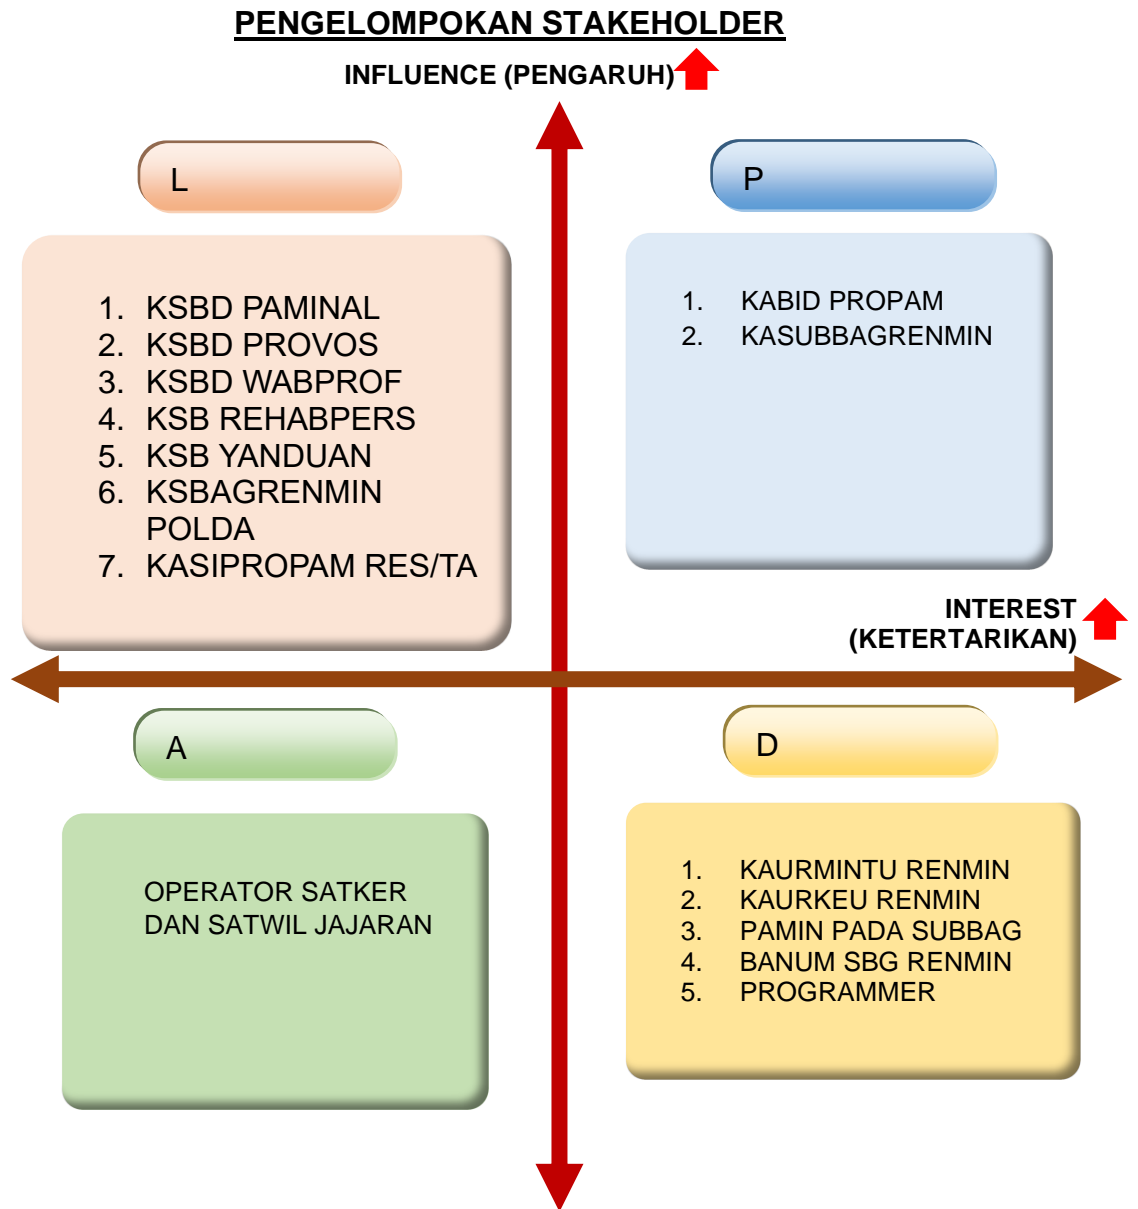 PENGELOMPOKAN STAKEHOLDER
INFLUENCE (PENGARUH)
L
1. KSBD PAMINAL
2. KSBD PROVOS
3. KSBD WABPROF
4. KSB REHABPERS
5. KSB YANDUAN
6. KSBAGRENMIN
POLDA
7. KASIPROPAM RES/TA
P
1. KABID PROPAM
2. KASUBBAGRENMIN
INTEREST
(KETERTARIKAN)
A
OPERATOR SATKER
DAN SATWIL JAJARAN
D
1. KAURMINTU RENMIN
2. KAURKEU RENMIN
3. PAMIN PADA SUBBAG
4. BANUM SBG RENMIN
5. PROGRAMMER